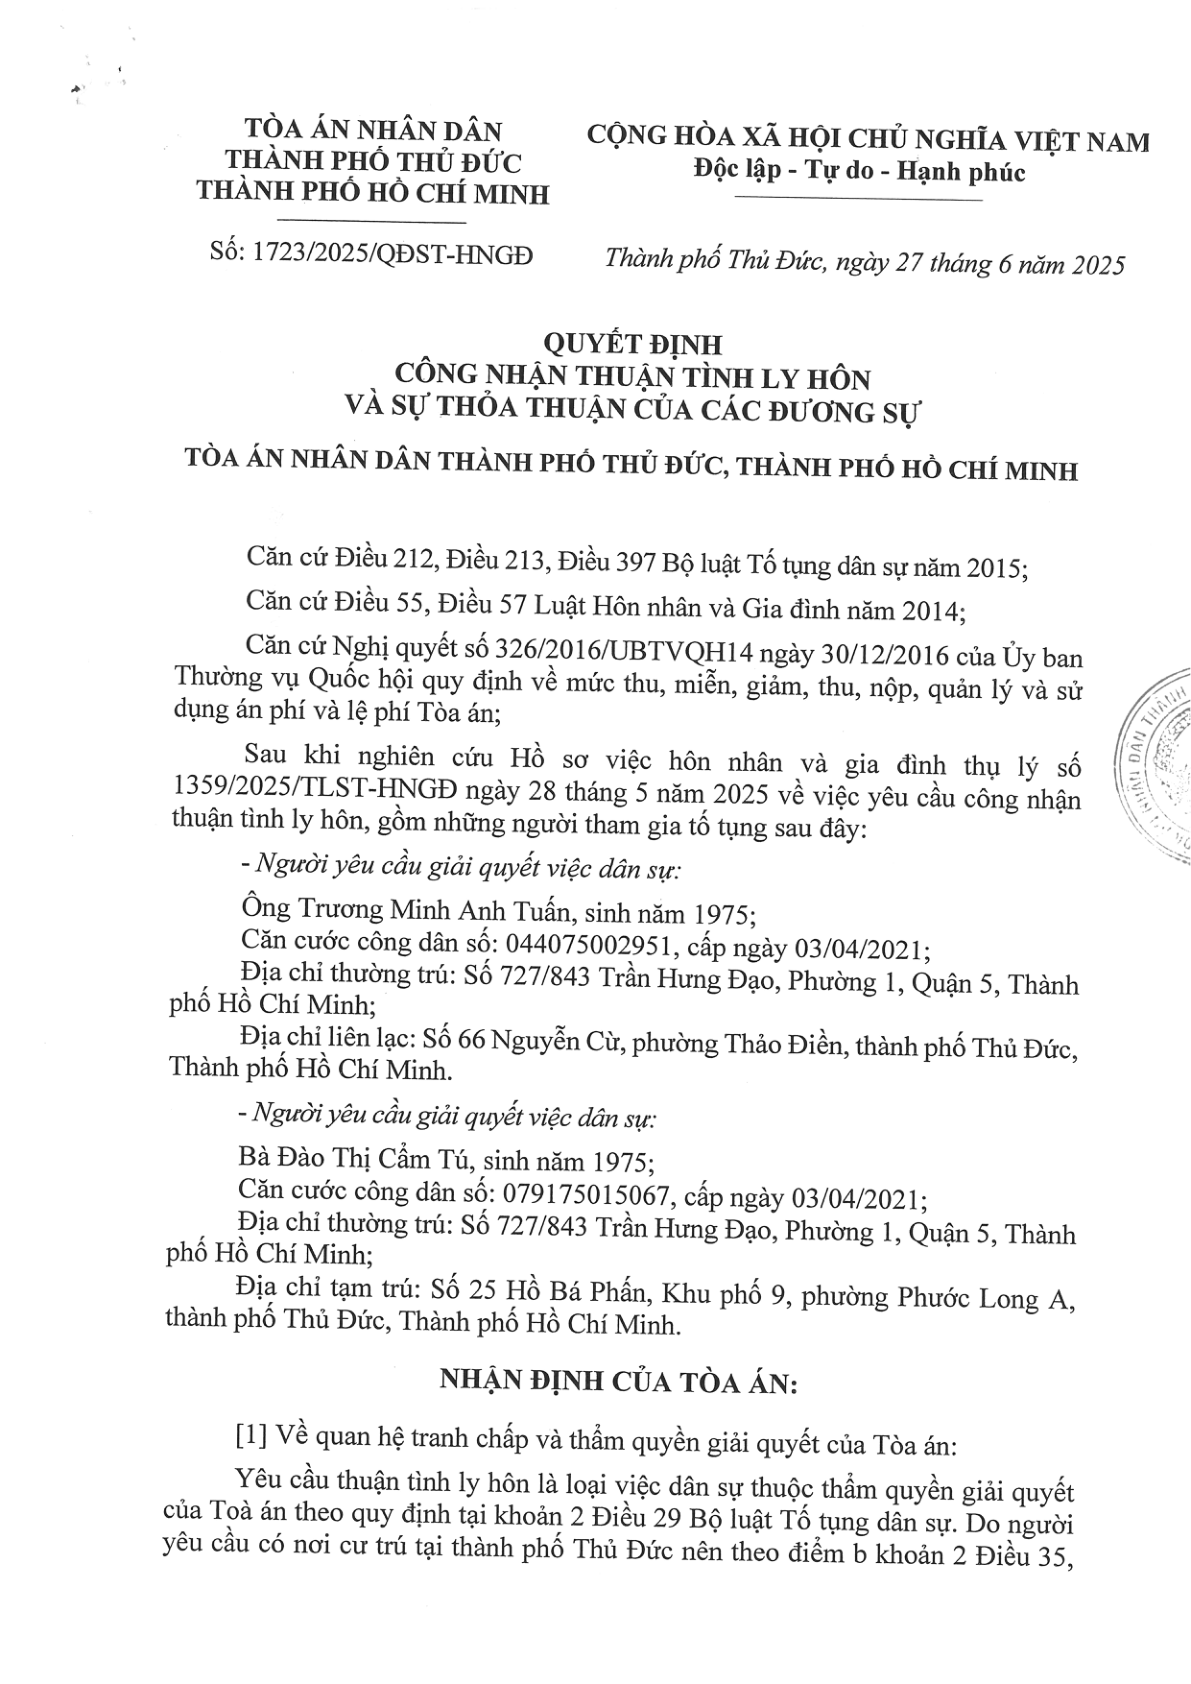 TÒA ÁN NHÂN DÂN
THÀNH PHỐ THỦ ĐỨC
THÀNH PHỐ HỒ CHÍ MINH
Số: 1723/2025/QĐST-HNGĐ
CỘNG HÒA XÃ HỘI CHỦ NGHĨA VIỆT NAM
Độc lập - Tự do - Hạnh phúc
Thành phố Thủ Đức, ngày 27 tháng 6 năm 2025
QUYẾT ĐỊNH
CÔNG NHẬN THUẬN TÌNH LY HÔN
VÀ SỰ THỎA THUẬN CỦA CÁC ĐƯƠNG SỰ
TÒA ÁN NHÂN DÂN THÀNH PHỐ THỦ ĐỨC, THÀNH PHỐ HỒ CHÍ MINH
Căn cứ Điều 212, Điều 213, Điều 397 Bộ luật Tố tụng dân sự năm 2015;
Căn cứ Điều 55, Điều 57 Luật Hôn nhân và Gia đình năm 2014;
Căn cứ Nghị quyết số 326/2016/UBTVQH14 ngày 30/12/2016 của Ủy ban
Thường vụ Quốc hội quy định về mức thu, miễn, giảm, thu, nộp, quản lý và sử
dụng án phí và lệ phí Tòa án;
Sau khi nghiên cứu Hồ sơ việc hôn nhân và gia đình thụ lý số
1359/2025/TLST-HNGĐ ngày 28 tháng 5 năm 2025 về việc yêu cầu công nhận
thuận tình ly hôn, gồm những người tham gia tố tụng sau đây:
- Người yêu cầu giải quyết việc dân sự:
Ông Trương Minh Anh Tuấn, sinh năm 1975;
Căn cước công dân số: 044075002951, cấp ngày 03/04/2021;
Địa chỉ thường trú: Số 727/843 Trần Hưng Đạo, Phường 1, Quận 5, Thành
phố Hồ Chí Minh;
Địa chỉ liên lạc: Số 66 Nguyễn Cừ, phường Thảo Điền, thành phố Thủ Đức,
Thành phố Hồ Chí Minh.
- Người yêu cầu giải quyết việc dân sự:
Bà Đào Thị Cẩm Tú, sinh năm 1975;
Căn cước công dân số: 079175015067, cấp ngày 03/04/2021;
Địa chỉ thường trú: Số 727/843 Trần Hưng Đạo, Phường 1, Quận 5, Thành
phố Hồ Chí Minh;
Địa chỉ tạm trú: Số 25 Hồ Bá Phấn, Khu phố 9, phường Phước Long A,
thành phố Thủ Đức, Thành phố Hồ Chí Minh.
NHẬN ĐỊNH CỦA TÒA ÁN:
[1] Về quan hệ tranh chấp và thẩm quyền giải quyết của Tòa án:
Yêu cầu thuận tình ly hôn là loại việc dân sự thuộc thẩm quyền giải quyết
của Toà án theo quy định tại khoản 2 Điều 29 Bộ luật Tố tụng dân sự. Do người
yêu cầu có nơi cư trú tại thành phố Thủ Đức nên theo điểm b khoản 2 Điều 35,
NHÂN DÂN THÀNH